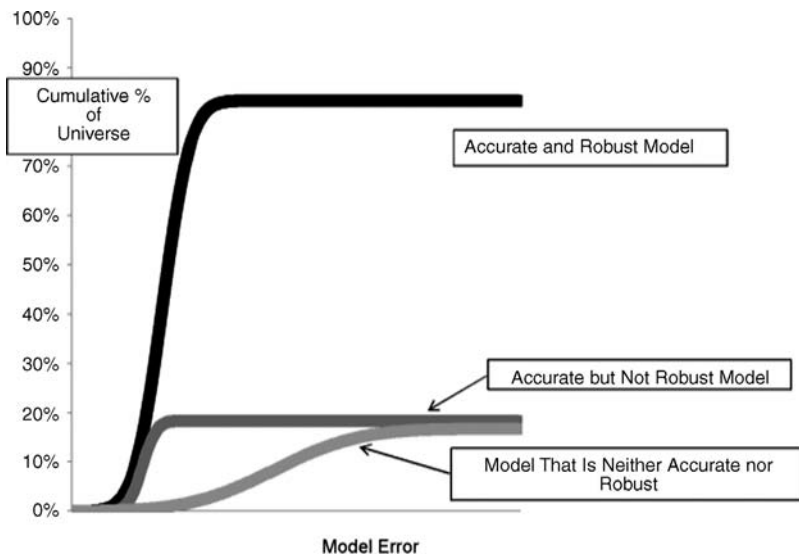 100%
90%
Cumulative %
of
Universe
70%
Accurate and Robust Model
60%
50%
40%
30%
Accurate but Not Robust Model
20%
10%
Model That Is Neither Accurate nor
Robust
0%
Model Error